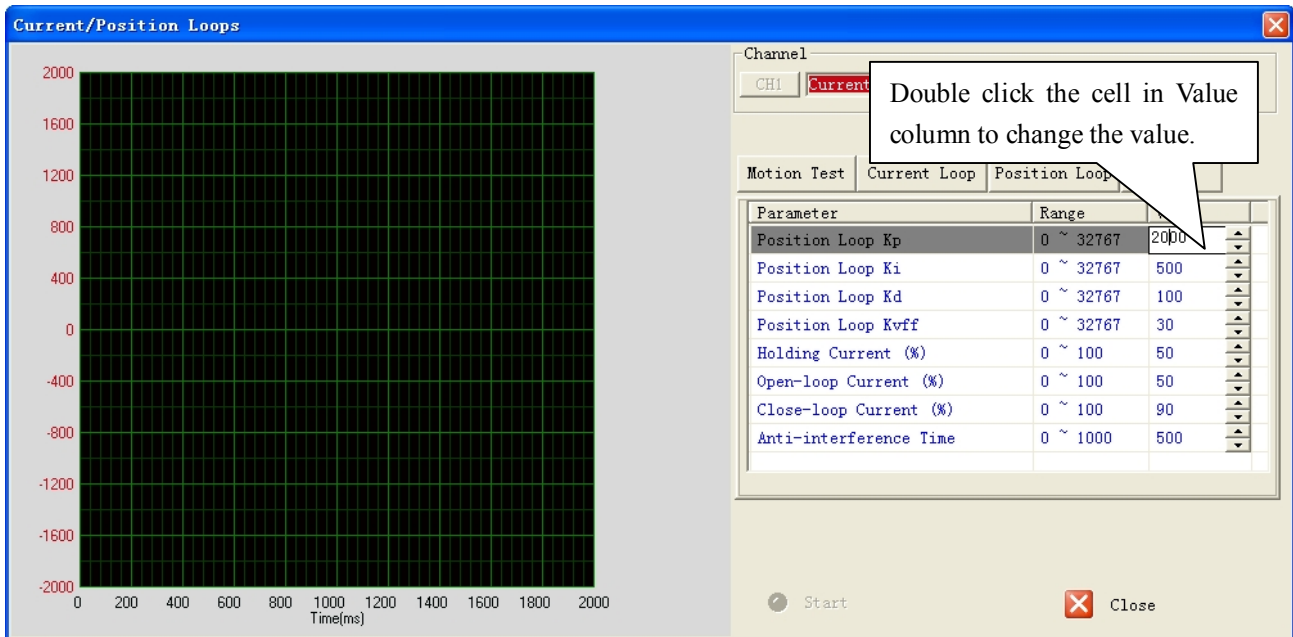 Current/Position Loops
2000
1600
1200
800
400
0
-400
-800
-1200
-1600
-2000
0 200 400 600 800 1000 1200 1400 1600 1800 2000
Time(ms)
Channel
CH1 Current
Double click the cell in Value
column to change the value.
Motion Test Current Loop Position Loop
Parameter Range
Position Loop Kp 0 ~ 32767 2000
Position Loop Ki 0 ~ 32767 500
Position Loop Kd 0 ~ 32767 100
Position Loop Kvff 0 ~ 32767 30
Holding Current (%) 0 ~ 100 50
Open-loop Current (%) 0 ~ 100 50
Close-loop Current (%) 0 ~ 100 90
Anti-interference Time 0 ~ 1000 500
Start
Close